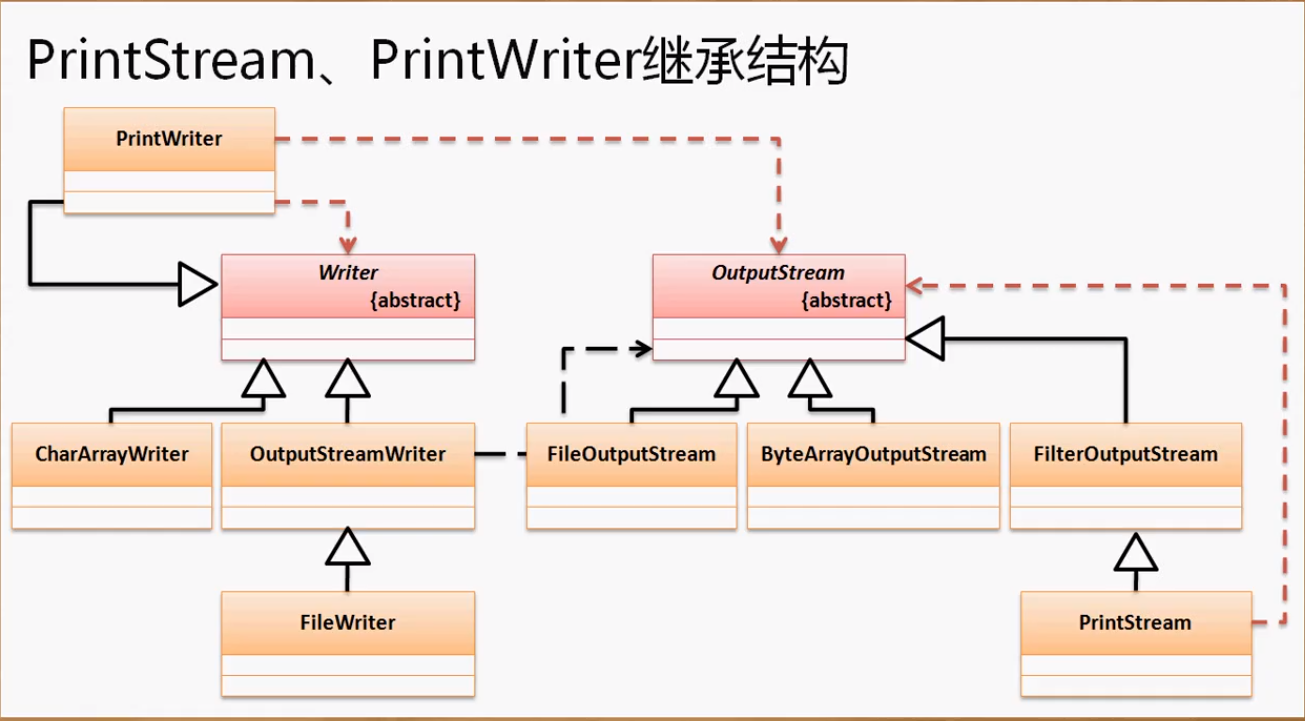 PrintStream、PrintWriter继承结构
PrintWriter
Writer
{abstract}
OutputStream
{abstract}
CharArrayWriter
OutputStreamWriter
FileOutputStream
ByteArrayOutputStream
FilterOutputStream
FileWriter
PrintStream